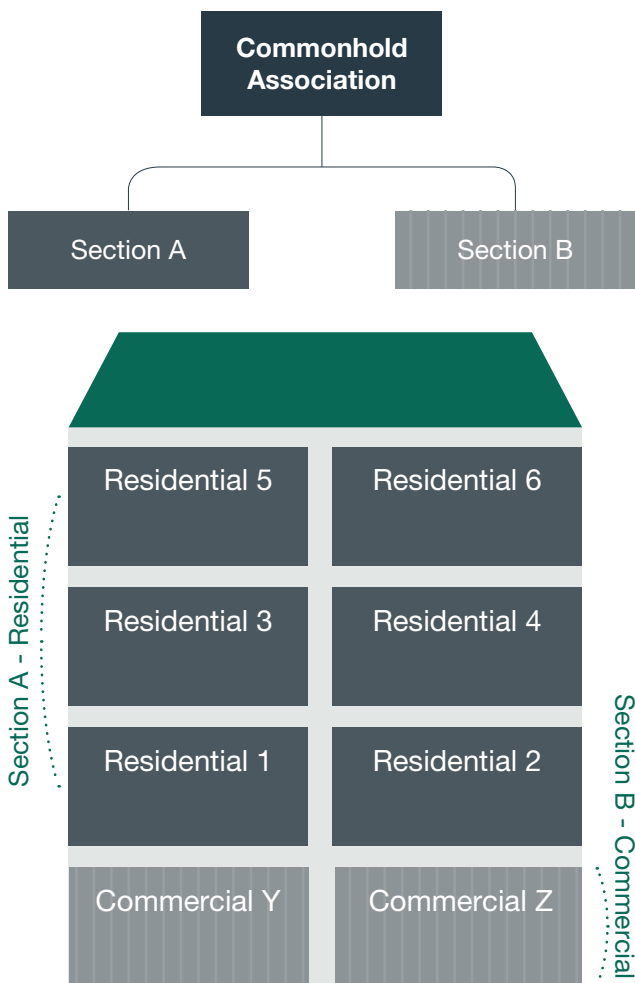 Commonhold
Association
Section A
Section B
Residential 5
Residential 6
Section A - Residential
Residential 3
Residential 4
Residential 1
Residential 2
Section B - Commercial
Commercial Y
Commercial Z